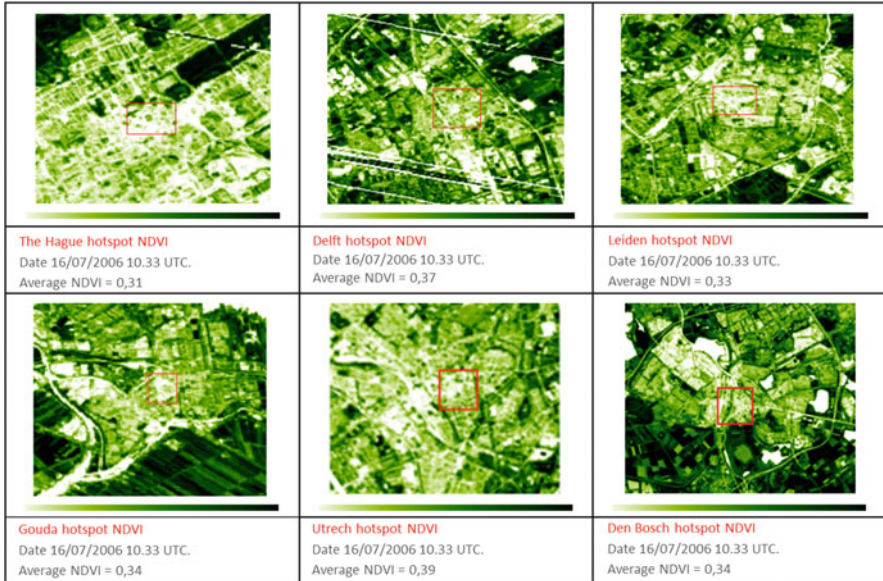 The Hague hotspot NDVI
Date 16/07/2006 10.33 UTC.
Average NDVI = 0,31
Delft hotspot NDVI
Date 16/07/2006 10.33 UTC.
Average NDVI = 0,37
Leiden hotspot NDVI
Date 16/07/2006 10.33 UTC.
Average NDVI = 0,33
Gouda hotspot NDVI
Date 16/07/2006 10.33 UTC.
Average NDVI = 0,34
Utrech hotspot NDVI
Date 16/07/2006 10.33 UTC.
Average NDVI = 0,39
Den Bosch hotspot NDVI
Date 16/07/2006 10.33 UTC.
Average NDVI = 0,34